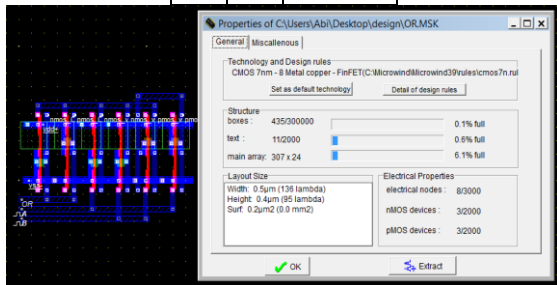 Properties of C:\Users\Abi\Desktop\design\OR.MSK
General
Miscellenous
Technology and Design rules
CMOS 7nm - 8 Metal copper - FinFET(C:\Microwind\Microwind39\rules\cmos7n.rul
Set as default technology
Detail of design rules
Structure
boxes : 435/300000 0.1% full
text : 11/2000 0.6% full
main array: 307 x 24 6.1% full
Layout Size
Width: 0.5µm (136 lambda)
Height: 0.4µm (95 lambda)
Surf: 0.2µm2 (0.0 mm2)
Electrical Properties
electrical nodes : 8/3000
nMOS devices : 3/2000
pMOS devices : 3/2000
OK
Extract
vdd+
vss-
OR
A
B